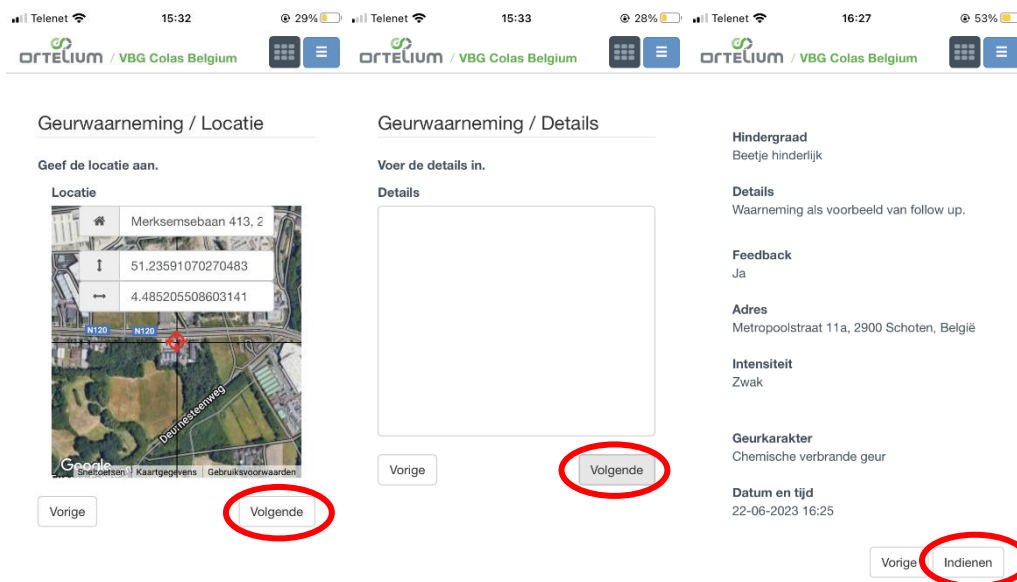 Telenet 15:32 29%
ortelium / VBG Colas Belgium
Geurwaarneming / Locatie
Geef de locatie aan.
Locatie
Merksemsebaan 413, 2
51.23591070270483
4.485205508603141
N120 N120
Deurnesteenweg
Google
Sneltoetsen Kaartgegevens Gebruiksvoorwaarden
Vorige Volgende
Telenet 15:33 28%
ortelium / VBG Colas Belgium
Geurwaarneming / Details
Voer de details in.
Details
Vorige Volgende
Telenet 16:27 53%
ortelium / VBG Colas Belgium
Hindergraad
Beetje hinderlijk
Details
Waarneming als voorbeeld van follow up.
Feedback
Ja
Adres
Metropoolstraat 11a, 2900 Schoten, België
Intensiteit
Zwak
Geurkarakter
Chemische verbrande geur
Datum en tijd
22-06-2023 16:25
Vorige Indienen